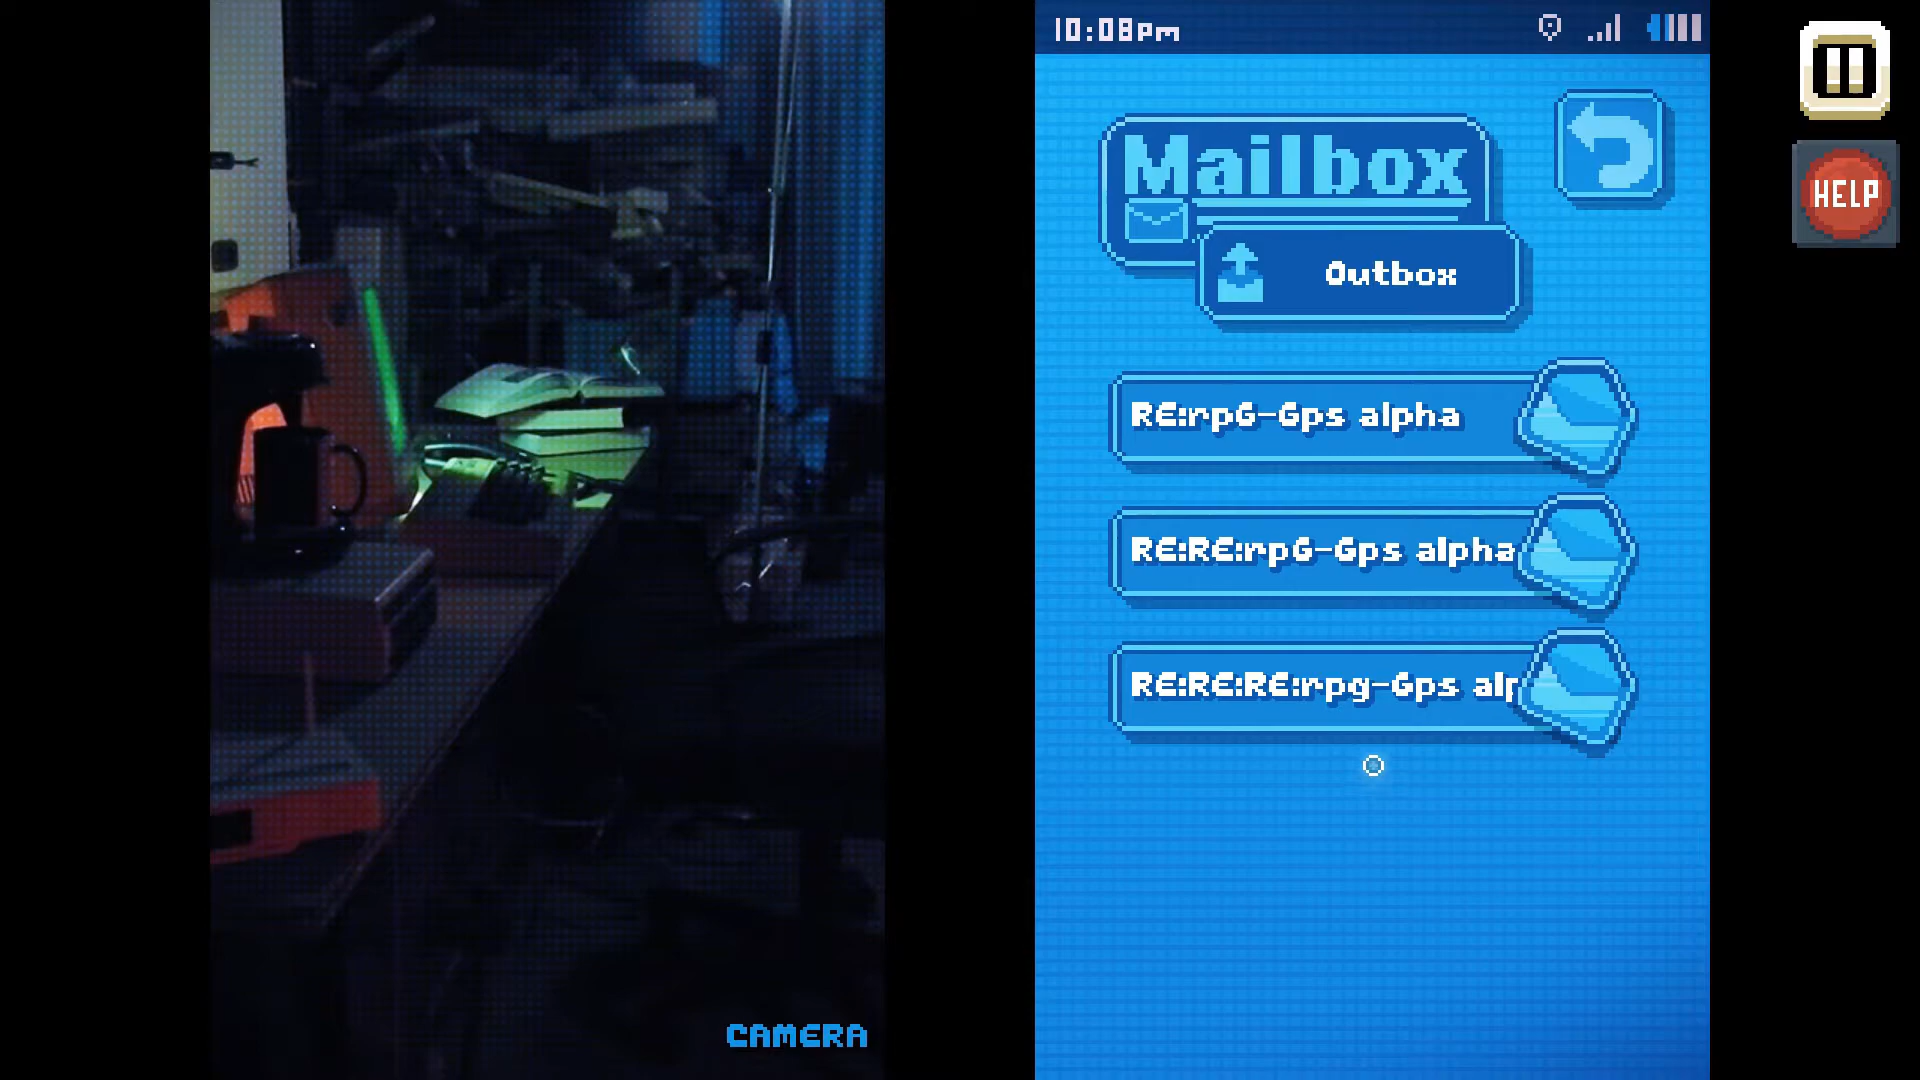 10:08pm
Mailbox
Outbox
RE:rpG-Gps alpha
RE:RE:rpG-Gps alpha
RE:RE:RE:rpg-Gps alp
HELP
CAMERA